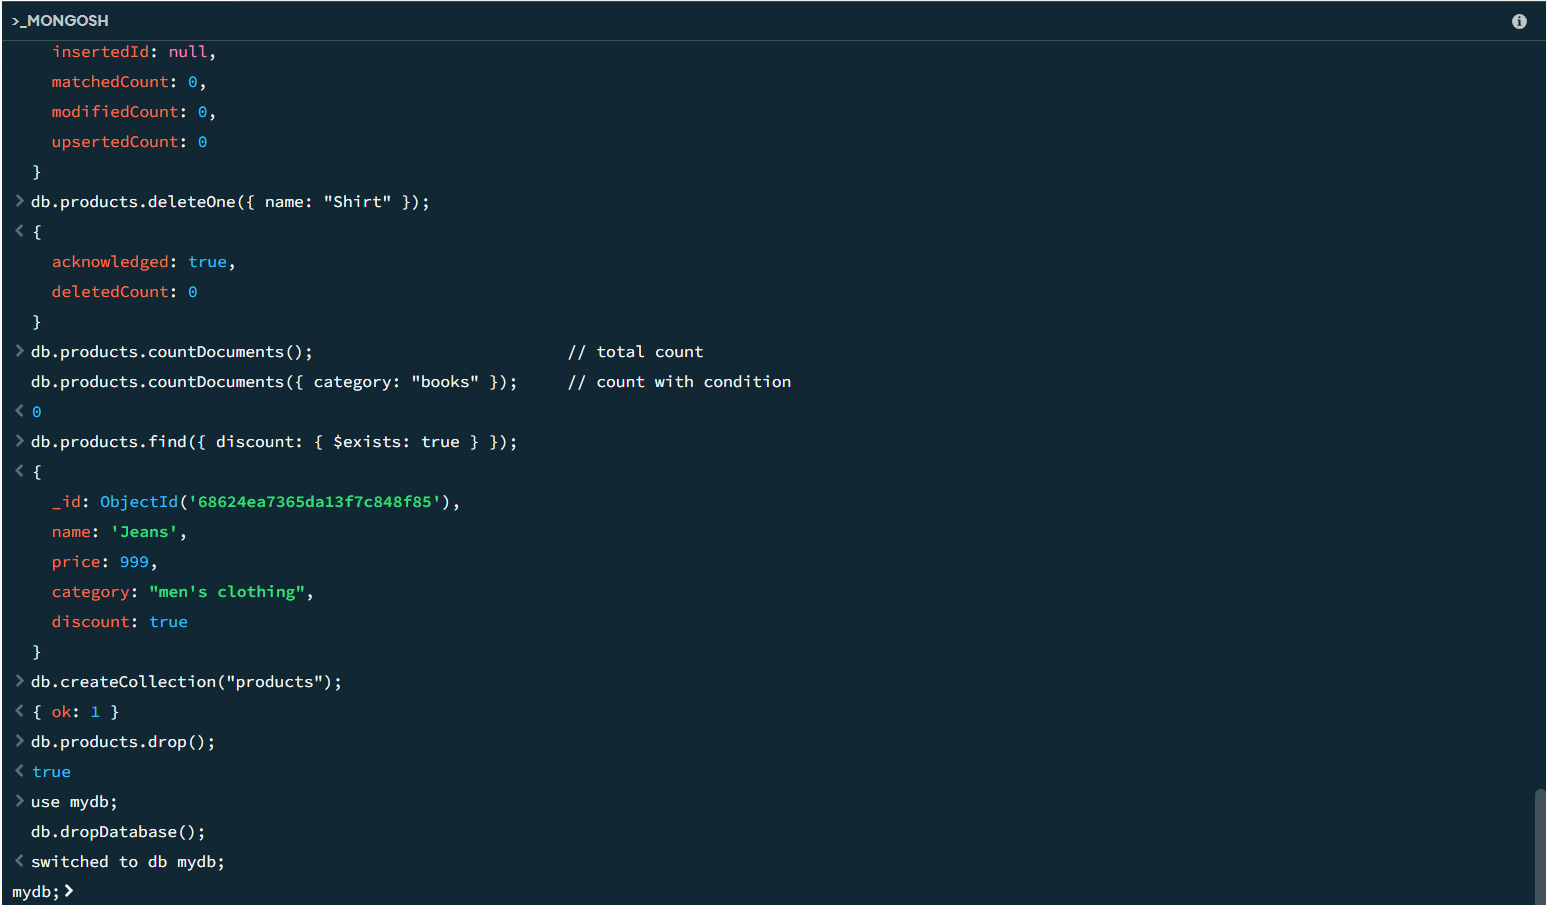 >_MONGOSH
insertedId: null,
matchedCount: 0,
modifiedCount: 0,
upsertedCount: 0
}
> db.products.deleteOne({ name: "Shirt" });
< {
acknowledged: true,
deletedCount: 0
}
> db.products.countDocuments(); // total count
db.products.countDocuments({ category: "books" }); // count with condition
< 0
> db.products.find({ discount: { $exists: true } });
< {
_id: ObjectId('68624ea7365da13f7c848f85'),
name: 'Jeans',
price: 999,
category: "men's clothing",
discount: true
}
> db.createCollection("products");
< { ok: 1 }
> db.products.drop();
< true
> use mydb;
db.dropDatabase();
< switched to db mydb;
mydb;>